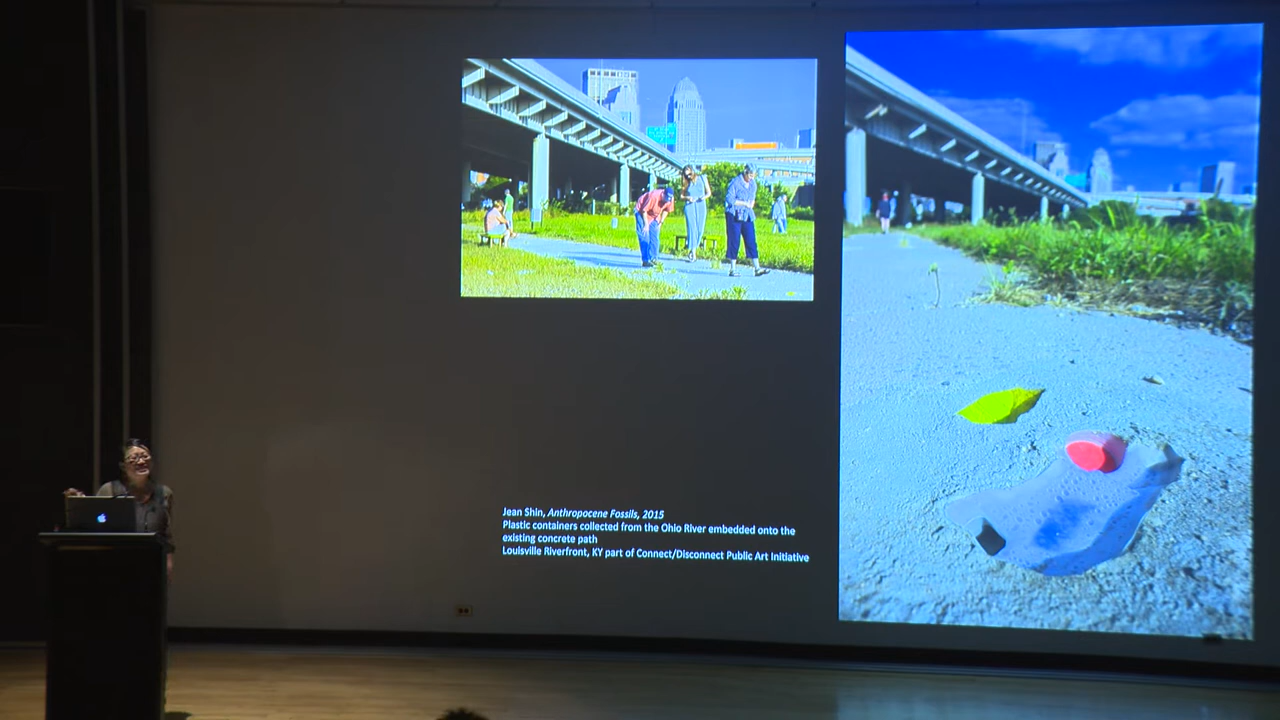 Jean Shin, Anthropocene Fossils, 2015
Plastic containers collected from the Ohio River embedded onto the
existing concrete path
Louisville Riverfront, KY part of Connect/Disconnect Public Art Initiative